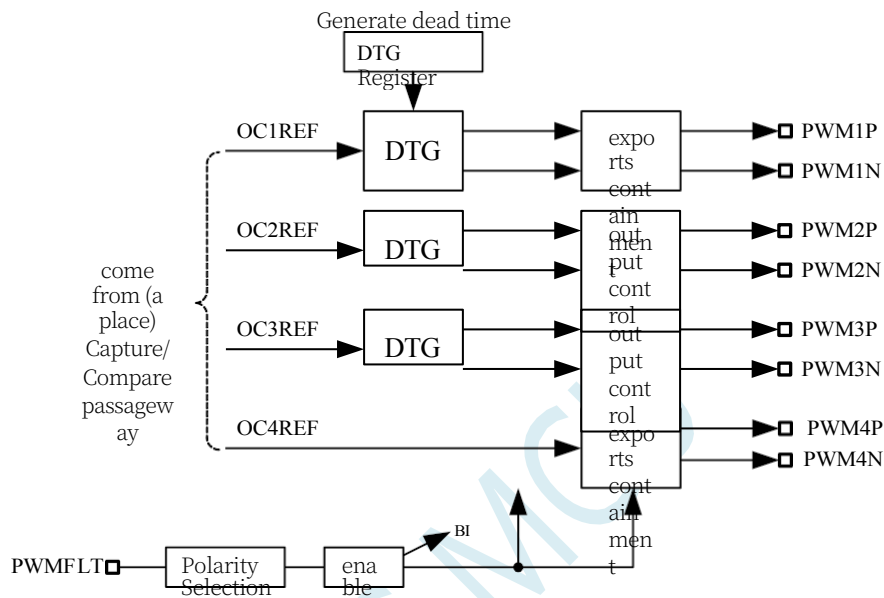 Generate dead time
DTG
Register
OC1REF
DTG
expo
rts
cont
ain
men
t
PWM1P
PWM1N
OC2REF
DTG
out
put
cont
rol
PWM2P
PWM2N
come
from (a
place)
Capture/
Compare
passagew
ay
OC3REF
DTG
out
put
cont
rol
PWM3P
PWM3N
OC4REF
expo
rts
cont
ain
men
t
PWM4P
PWM4N
BI
PWMFLT
Polarity
Selection
ena
ble